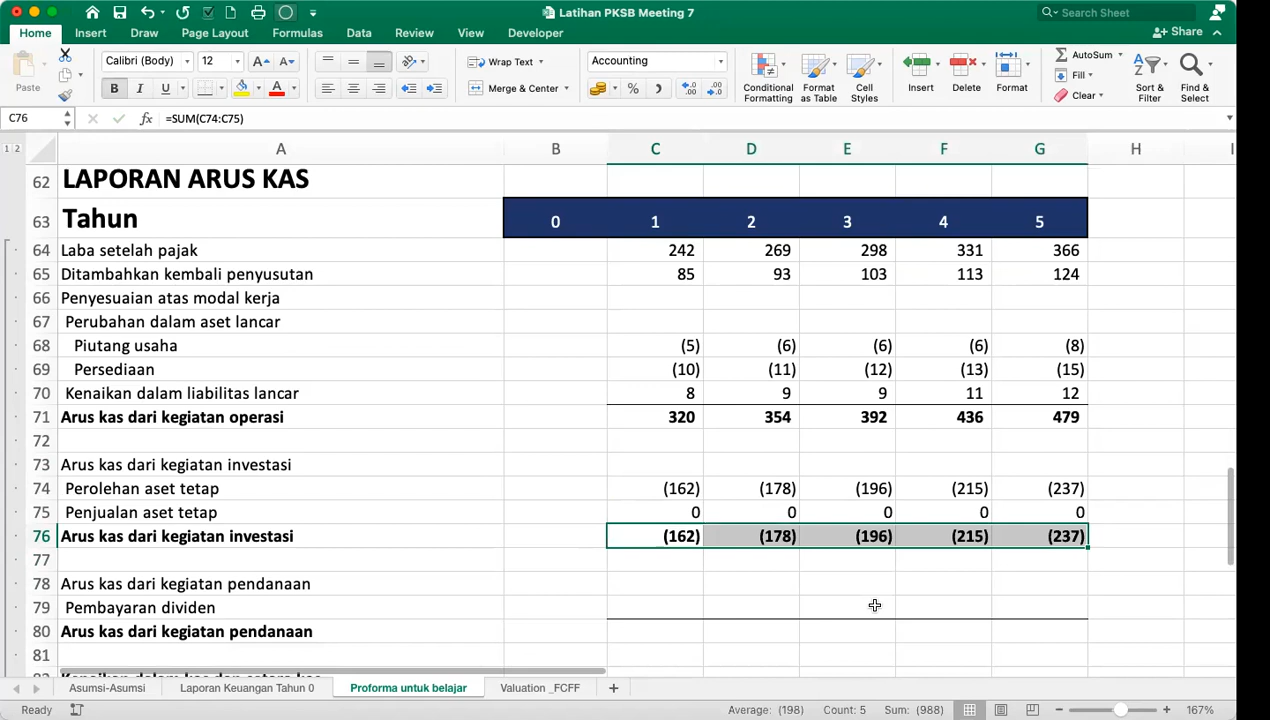 Latihan PKSB Meeting 7
Search Sheet
Home Insert Draw Page Layout Formulas Data Review View Developer
Share
Paste
Calibri (Body) 12
B I U
Wrap Text
Merge & Center
Accounting
Conditional Formatting
Format as Table
Cell Styles
Insert
Delete
Format
AutoSum
Fill
Clear
Sort & Filter
Find & Select
C76 fx =SUM(C74:C75)
1 2 A B C D E F G H I
62 LAPORAN ARUS KAS
63 Tahun 0 1 2 3 4 5
64 Laba setelah pajak 242 269 298 331 366
65 Ditambahkan kembali penyusutan 85 93 103 113 124
66 Penyesuaian atas modal kerja
67 Perubahan dalam aset lancar
68 Piutang usaha (5) (6) (6) (6) (8)
69 Persediaan (10) (11) (12) (13) (15)
70 Kenaikan dalam liabilitas lancar 8 9 9 11 12
71 Arus kas dari kegiatan operasi 320 354 392 436 479
72
73 Arus kas dari kegiatan investasi
74 Perolehan aset tetap (162) (178) (196) (215) (237)
75 Penjualan aset tetap 0 0 0 0 0
76 Arus kas dari kegiatan investasi (162) (178) (196) (215) (237)
77
78 Arus kas dari kegiatan pendanaan
79 Pembayaran dividen
80 Arus kas dari kegiatan pendanaan
81
Asumsi-Asumsi Laporan Keuangan Tahun 0 Proforma untuk belajar Valuation _FCFF
Ready Average: (198) Count: 5 Sum: (988) 167%